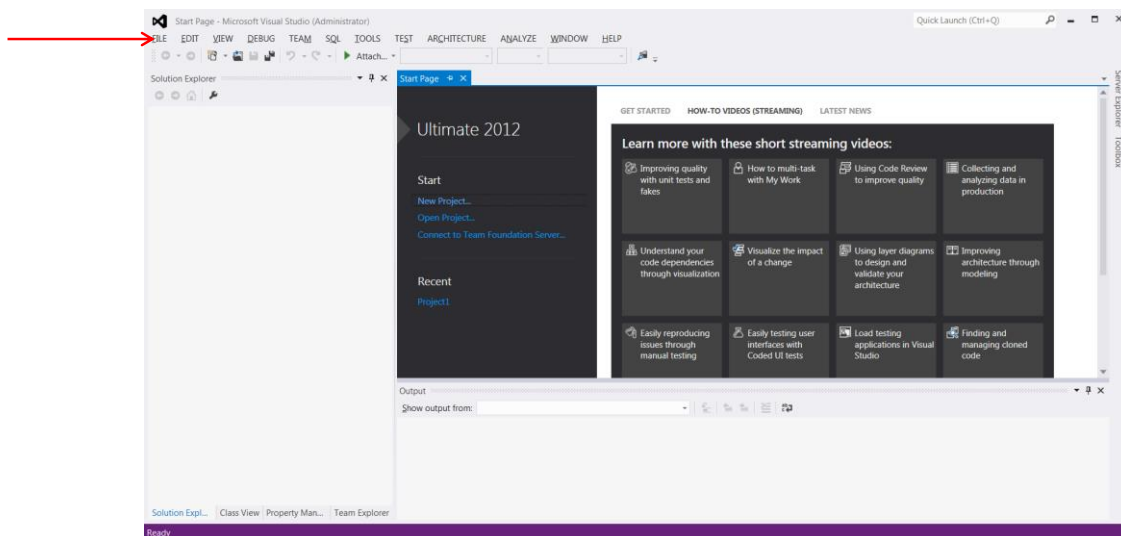 Start Page - Microsoft Visual Studio (Administrator)
Quick Launch (Ctrl+Q)
FILE EDIT VIEW DEBUG TEAM SQL TOOLS TEST ARCHITECTURE ANALYZE WINDOW HELP
Attach...
Solution Explorer
Start Page
Server Explorer
Toolbox
Ultimate 2012
Start
New Project...
Open Project...
Connect to Team Foundation Server...
Recent
Project1
GET STARTED HOW-TO VIDEOS (STREAMING) LATEST NEWS
Learn more with these short streaming videos:
Improving quality
with unit tests and
fakes
How to multi-task
with My Work
Using Code Review
to improve quality
Collecting and
analyzing data in
production
Understand your
code dependencies
through visualization
Visualize the impact
of a change
Using layer diagrams
to design and
validate your
architecture
Improving
architecture through
modeling
Easily reproducing
issues through
manual testing
Easily testing user
interfaces with
Coded UI tests
Load testing
applications in Visual
Studio
Finding and
managing cloned
code
Output
Show output from:
Solution Expl... Class View Property Man... Team Explorer
Ready